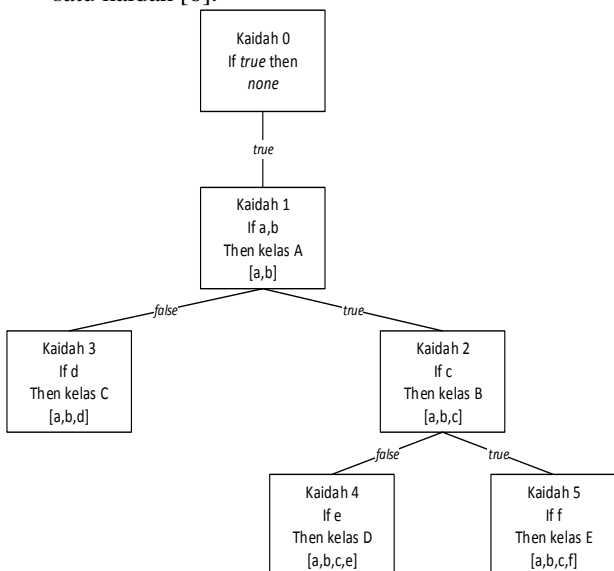 satu kaidah [6].
Kaidah 0
If true then
none
true
Kaidah 1
If a,b
Then kelas A
[a,b]
false
true
Kaidah 3
If d
Then kelas C
[a,b,d]
Kaidah 2
If c
Then kelas B
[a,b,c]
false
true
Kaidah 4
If e
Then kelas D
[a,b,c,e]
Kaidah 5
If f
Then kelas E
[a,b,c,f]